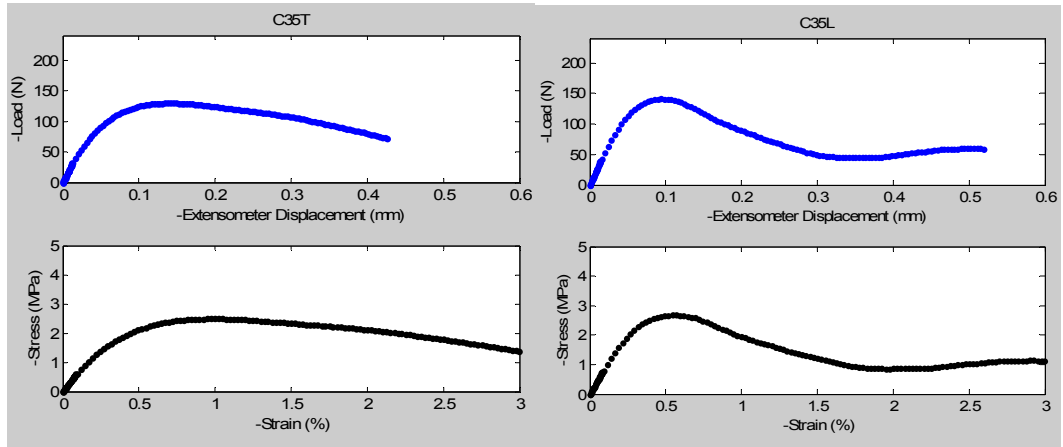 C35T
-Load (N)
200
150
100
50
0
0 0.1 0.2 0.3 0.4 0.5 0.6
-Extensometer Displacement (mm)
C35L
-Load (N)
200
150
100
50
0
0 0.1 0.2 0.3 0.4 0.5 0.6
-Extensometer Displacement (mm)
-Stress (MPa)
5
4
3
2
1
0
0 0.5 1 1.5 2 2.5 3
-Strain (%)
-Stress (MPa)
5
4
3
2
1
0
0 0.5 1 1.5 2 2.5 3
-Strain (%)